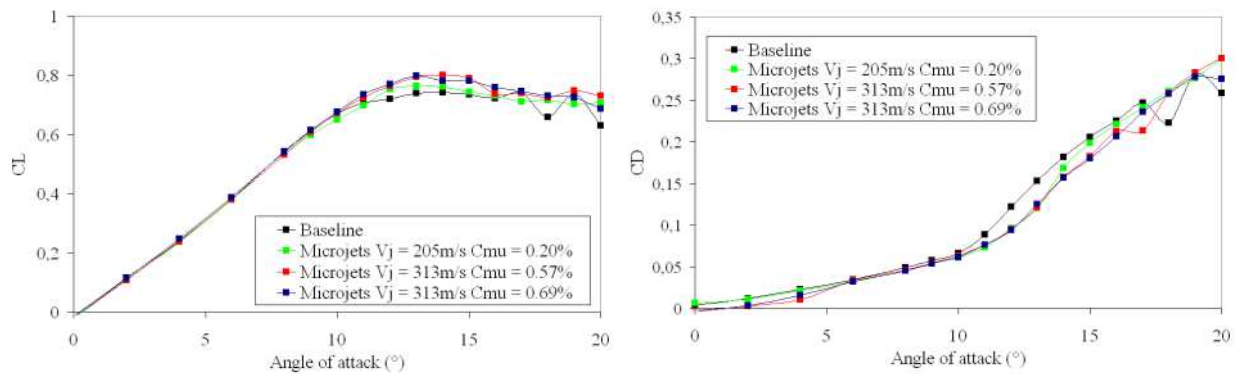 1
0,8
0,6
0,4
0,2
0
CL
0
5
10
15
20
Angle of attack (°)
Baseline
Microjets Vj = 205m/s Cmu = 0.20%
Microjets Vj = 313m/s Cmu = 0.57%
Microjets Vj = 313m/s Cmu = 0.69%
0,35
0,3
0,25
0,2
0,15
0,1
0,05
0
CD
0
5
10
15
20
Angle of attack (°)
Baseline
Microjets Vj = 205m/s Cmu = 0.20%
Microjets Vj = 313m/s Cmu = 0.57%
Microjets Vj = 313m/s Cmu = 0.69%